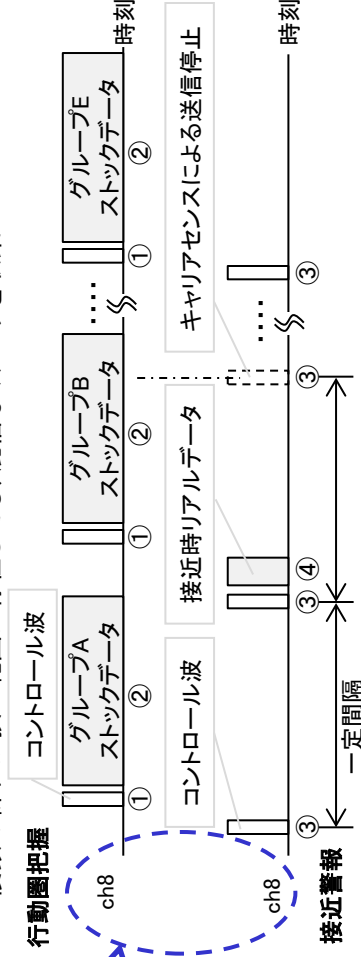 行動圏把握
コントロール波
グループA
ストックデータ
グループB
ストックデータ
グループE
ストックデータ
‥‥
ch8
①
②
①
②
①
②
時刻
コントロール波
接近時リアルデータ
キャリアセンスによる送信停止
‥‥
ch8
③
③
④
③
③
時刻
一定間隔
接近警報